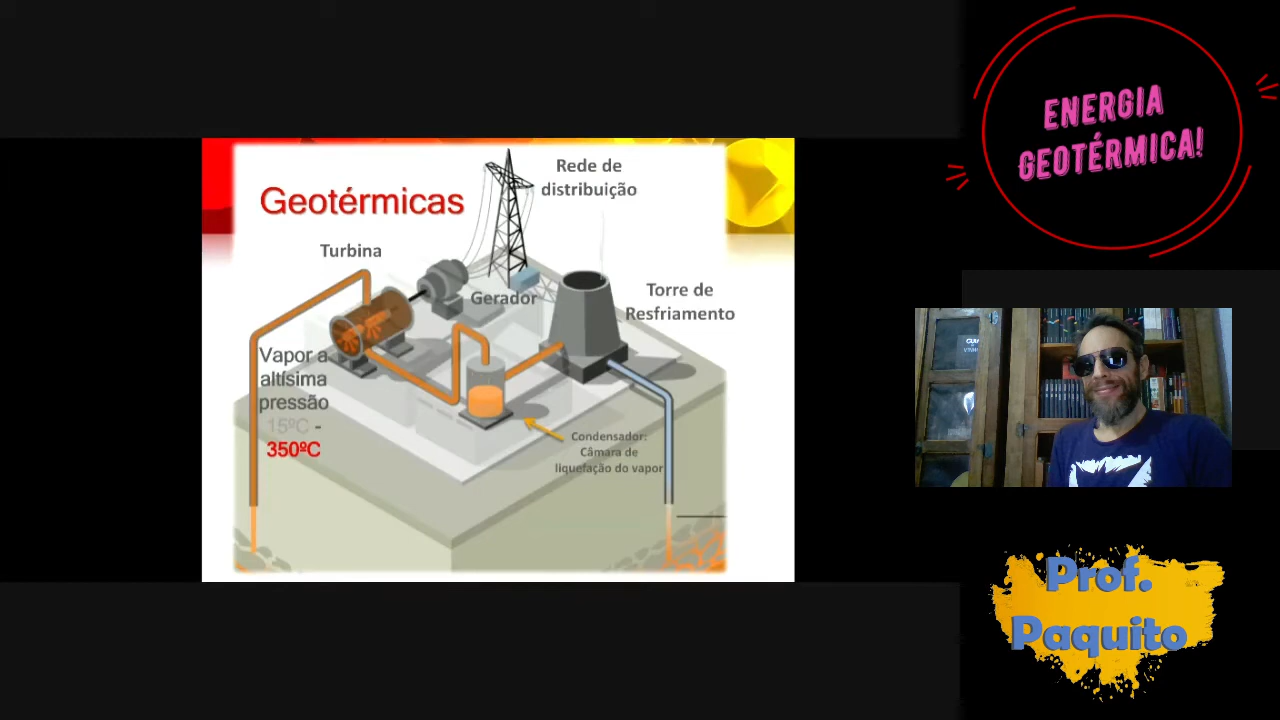 Geotérmicas
Rede de
distribuição
Turbina
Gerador
Torre de
Resfriamento
Vapor a
altísima
pressão
15ºC -
350ºC
Condensador:
Câmara de
liquefação do vapor
ENERGIA
GEOTÉRMICA!
Prof.
Paquito